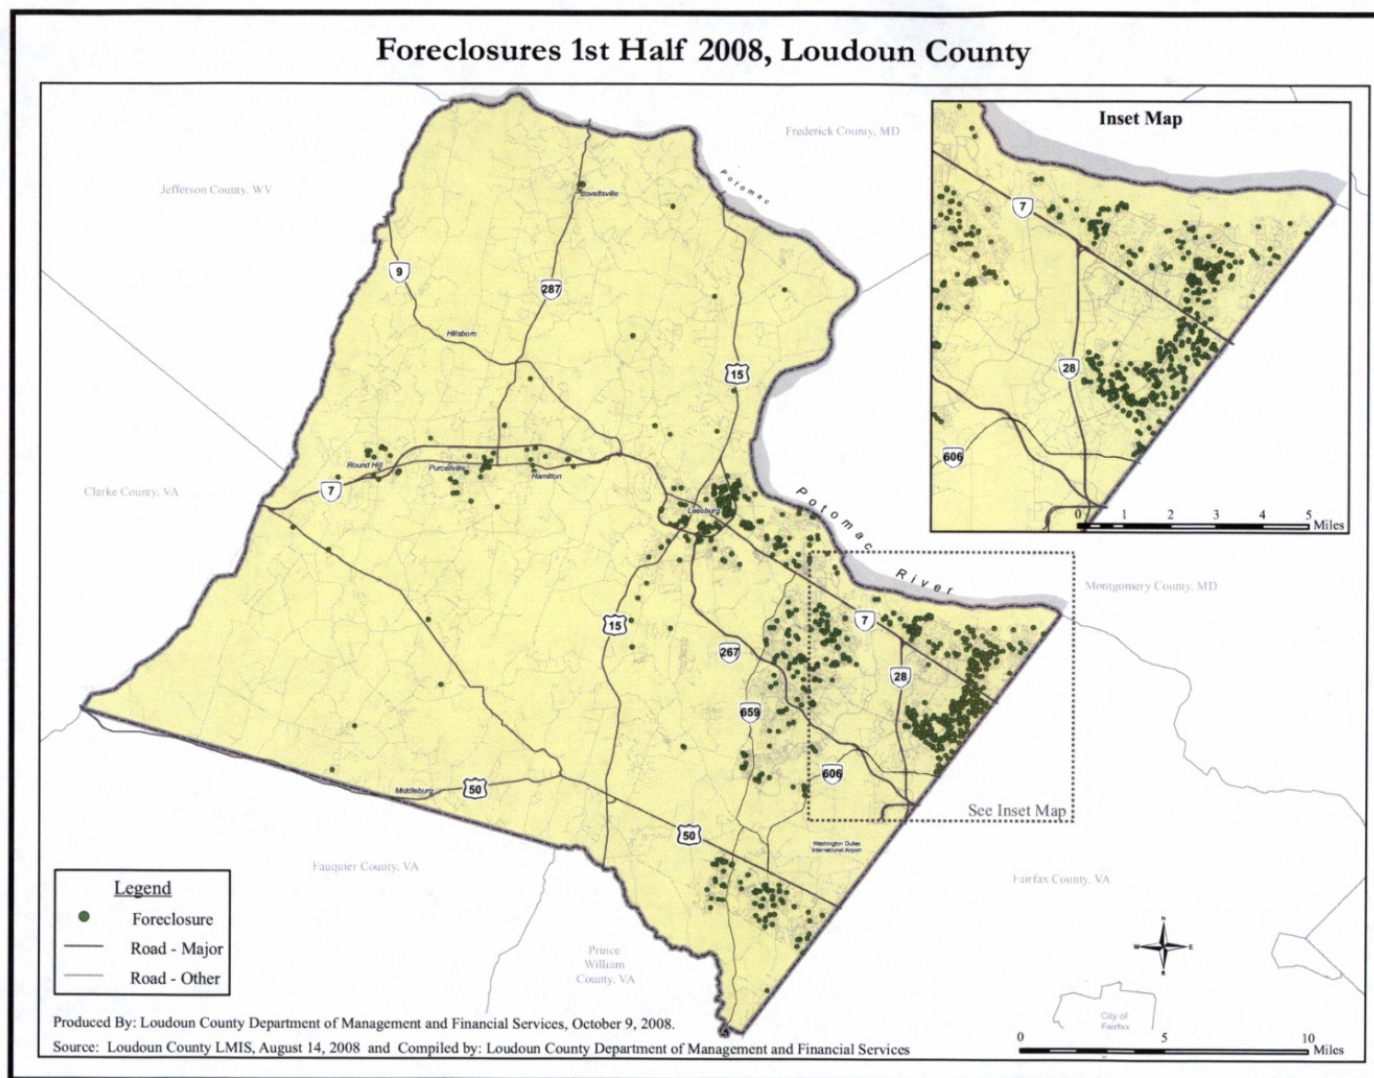 Foreclosures 1st Half 2008, Loudoun County
Inset Map
Frederick County, MD
Jefferson County, WV
Potomac
Lovettsville
7
9
287
Hillsboro
28
15
606
Round Hill
Purcellville
Hamilton
7
Clarke County, VA
Leesburg
Potomac
River
0 1 2 3 4 5 Miles
Montgomery County, MD
15
7
267
28
659
606
50
Middleburg
See Inset Map
50
Washington Dulles
International Airport
Fauquier County, VA
Fairfax County, VA
Legend
Foreclosure
Road - Major
Road - Other
Prince
William
County, VA
N
W E
S
City of
Fairfax
Produced By: Loudoun County Department of Management and Financial Services, October 9, 2008.
Source: Loudoun County LMIS, August 14, 2008 and Compiled by: Loudoun County Department of Management and Financial Services
0 5 10
Miles